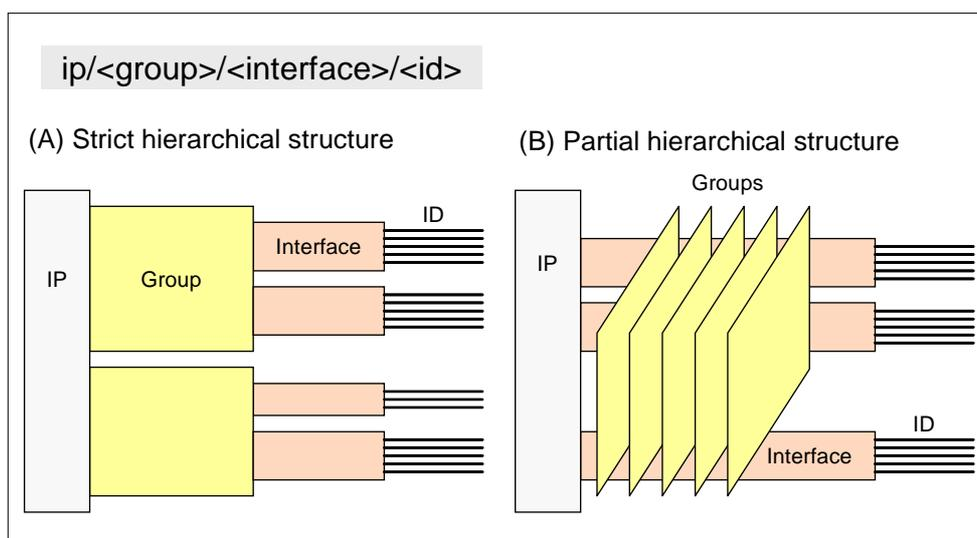 ip/<group>/<interface>/<id>
(A) Strict hierarchical structure
IP
Group
Interface
ID
(B) Partial hierarchical structure
Groups
IP
ID
Interface